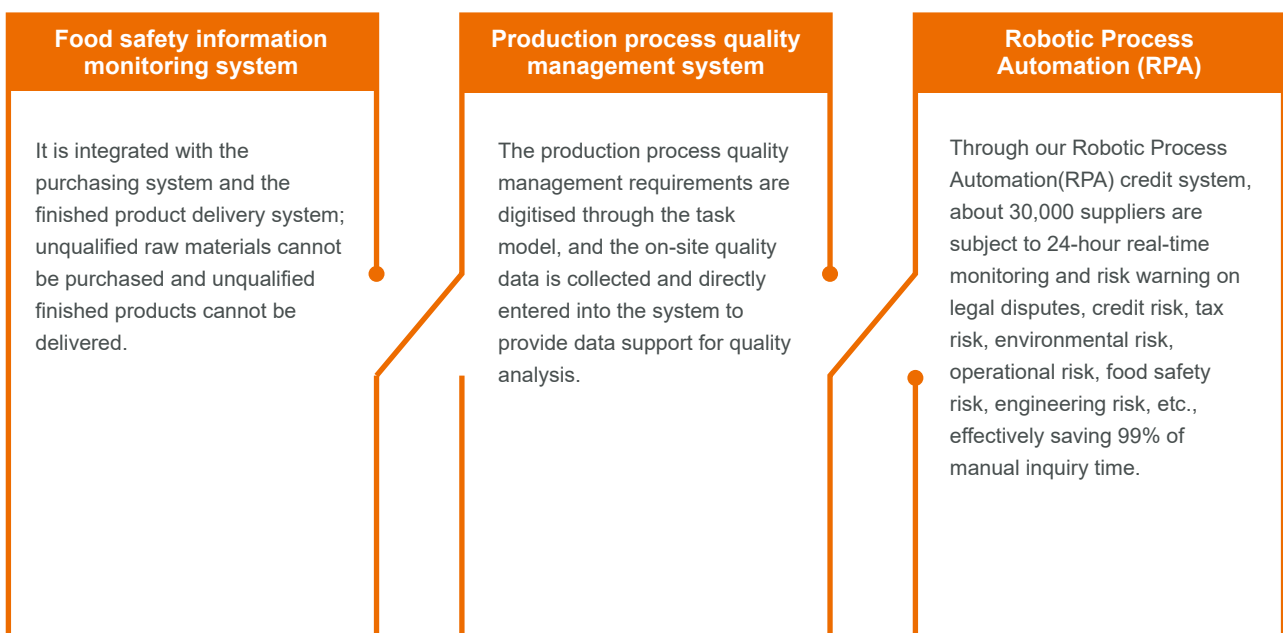 Food safety information
monitoring system
It is integrated with the
purchasing system and the
finished product delivery system;
unqualified raw materials cannot
be purchased and unqualified
finished products cannot be
delivered.
Production process quality
management system
The production process quality
management requirements are
digitised through the task
model, and the on-site quality
data is collected and directly
entered into the system to
provide data support for quality
analysis.
Robotic Process
Automation (RPA)
Through our Robotic Process
Automation(RPA) credit system,
about 30,000 suppliers are
subject to 24-hour real-time
monitoring and risk warning on
legal disputes, credit risk, tax
risk, environmental risk,
operational risk, food safety
risk, engineering risk, etc.,
effectively saving 99% of
manual inquiry time.